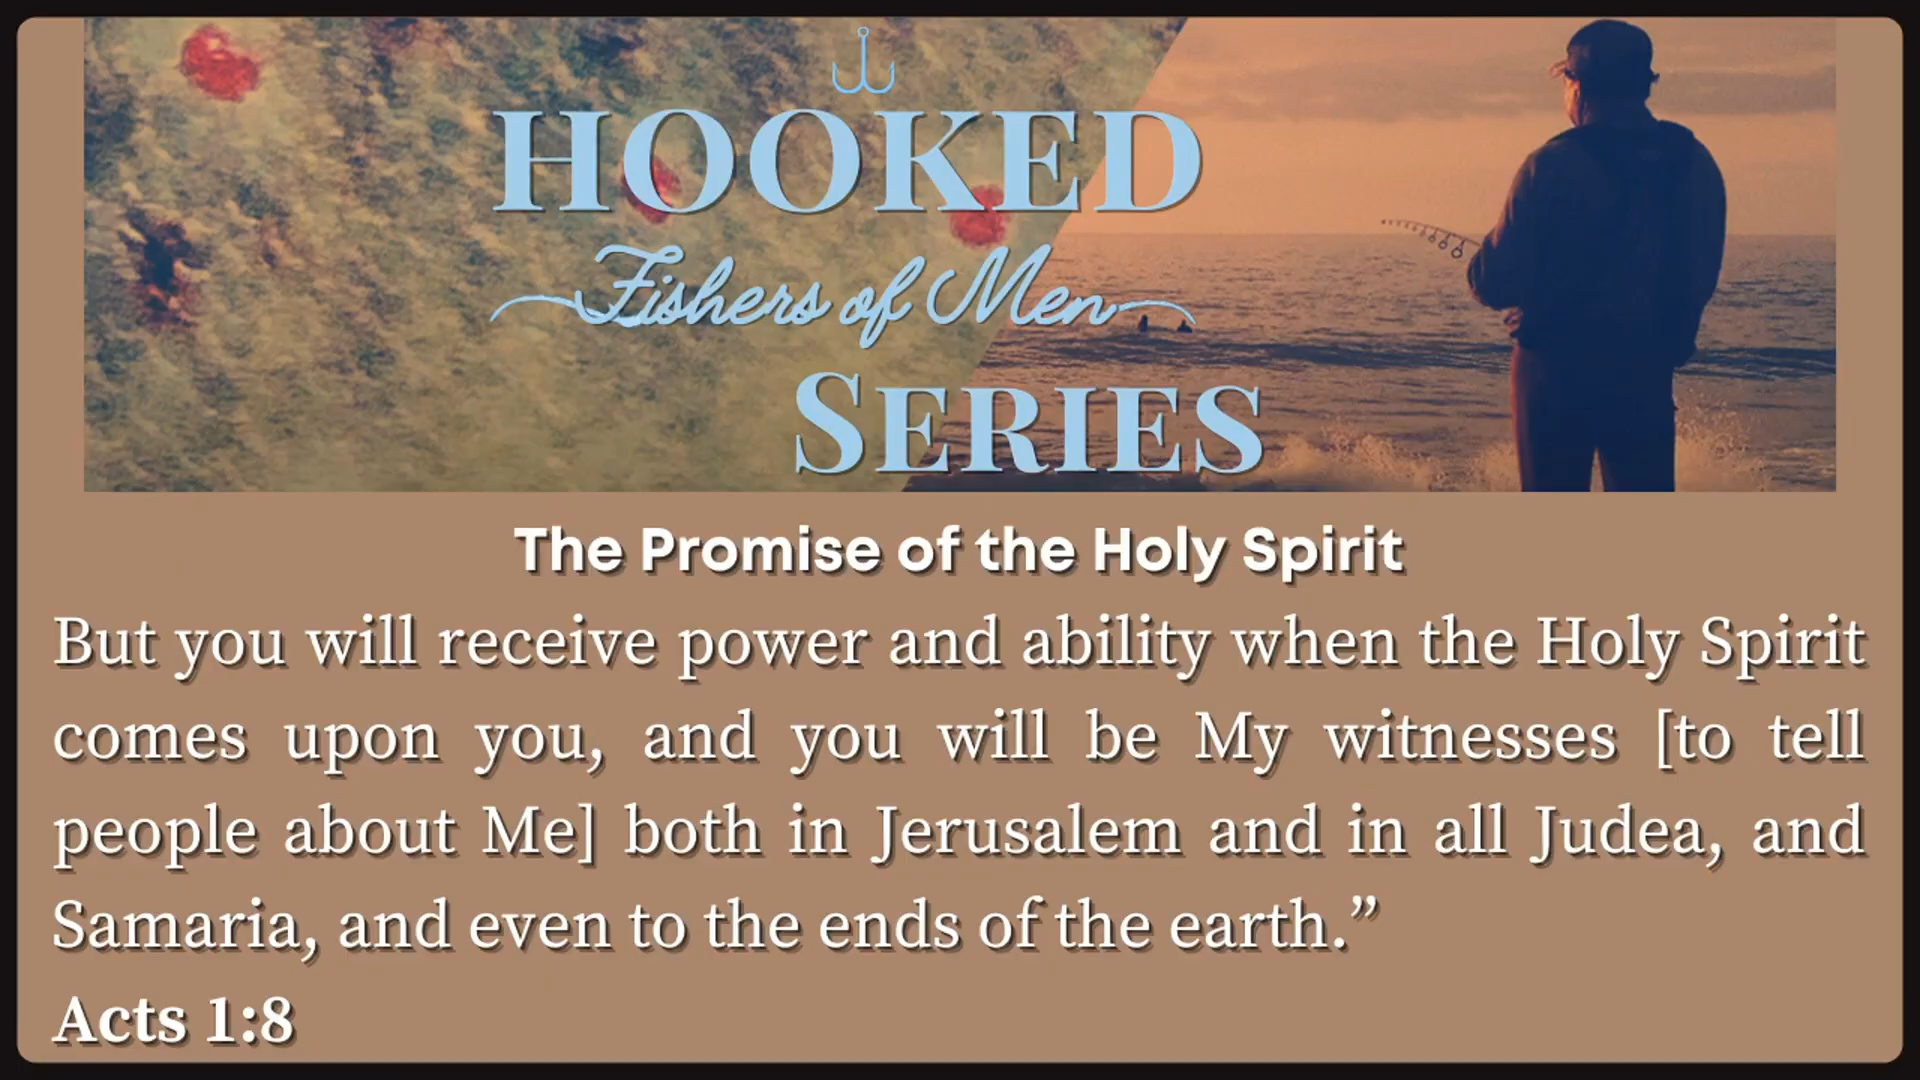 HOOKED
Fishers of Men
SERIES
The Promise of the Holy Spirit
But you will receive power and ability when the Holy Spirit
comes upon you, and you will be My witnesses [to tell
people about Me] both in Jerusalem and in all Judea, and
Samaria, and even to the ends of the earth.”
Acts 1:8